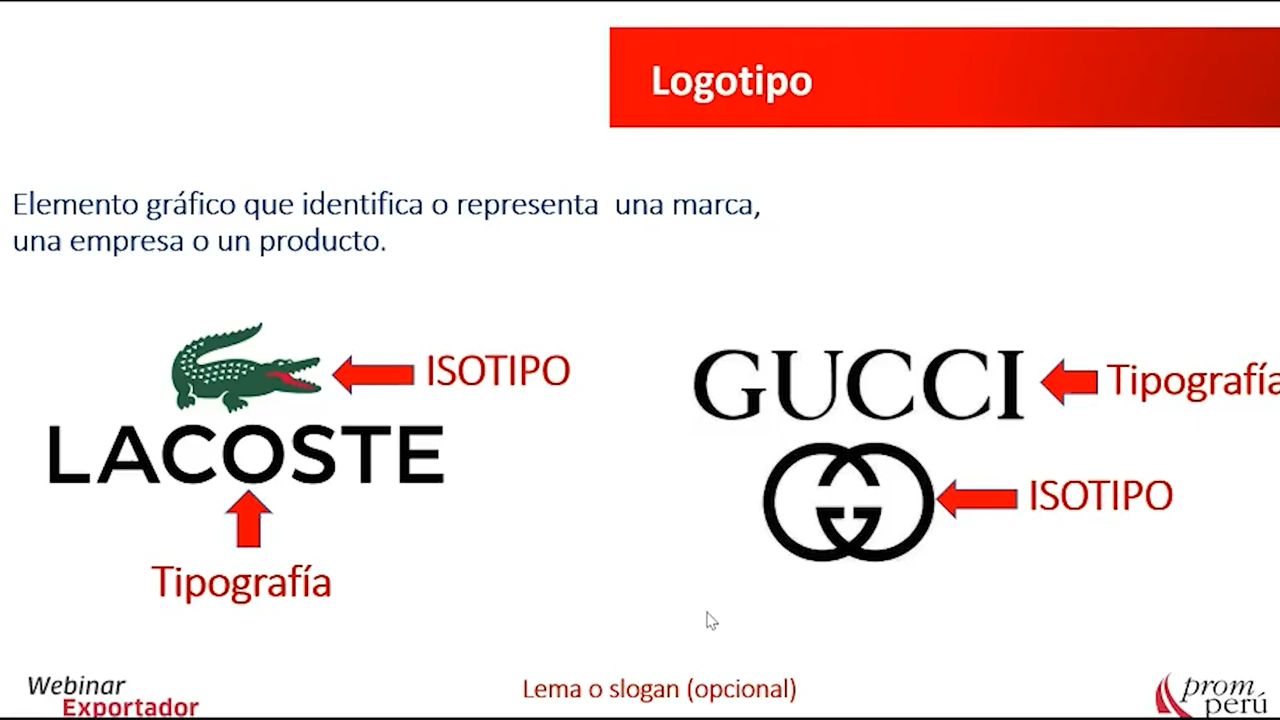 Logotipo
Elemento gráfico que identifica o representa una marca,
una empresa o un producto.
ISOTIPO
LACOSTE
Tipografía
GUCCI
Tipografía
ISOTIPO
Lema o slogan (opcional)
Webinar
Exportador
prom
perú